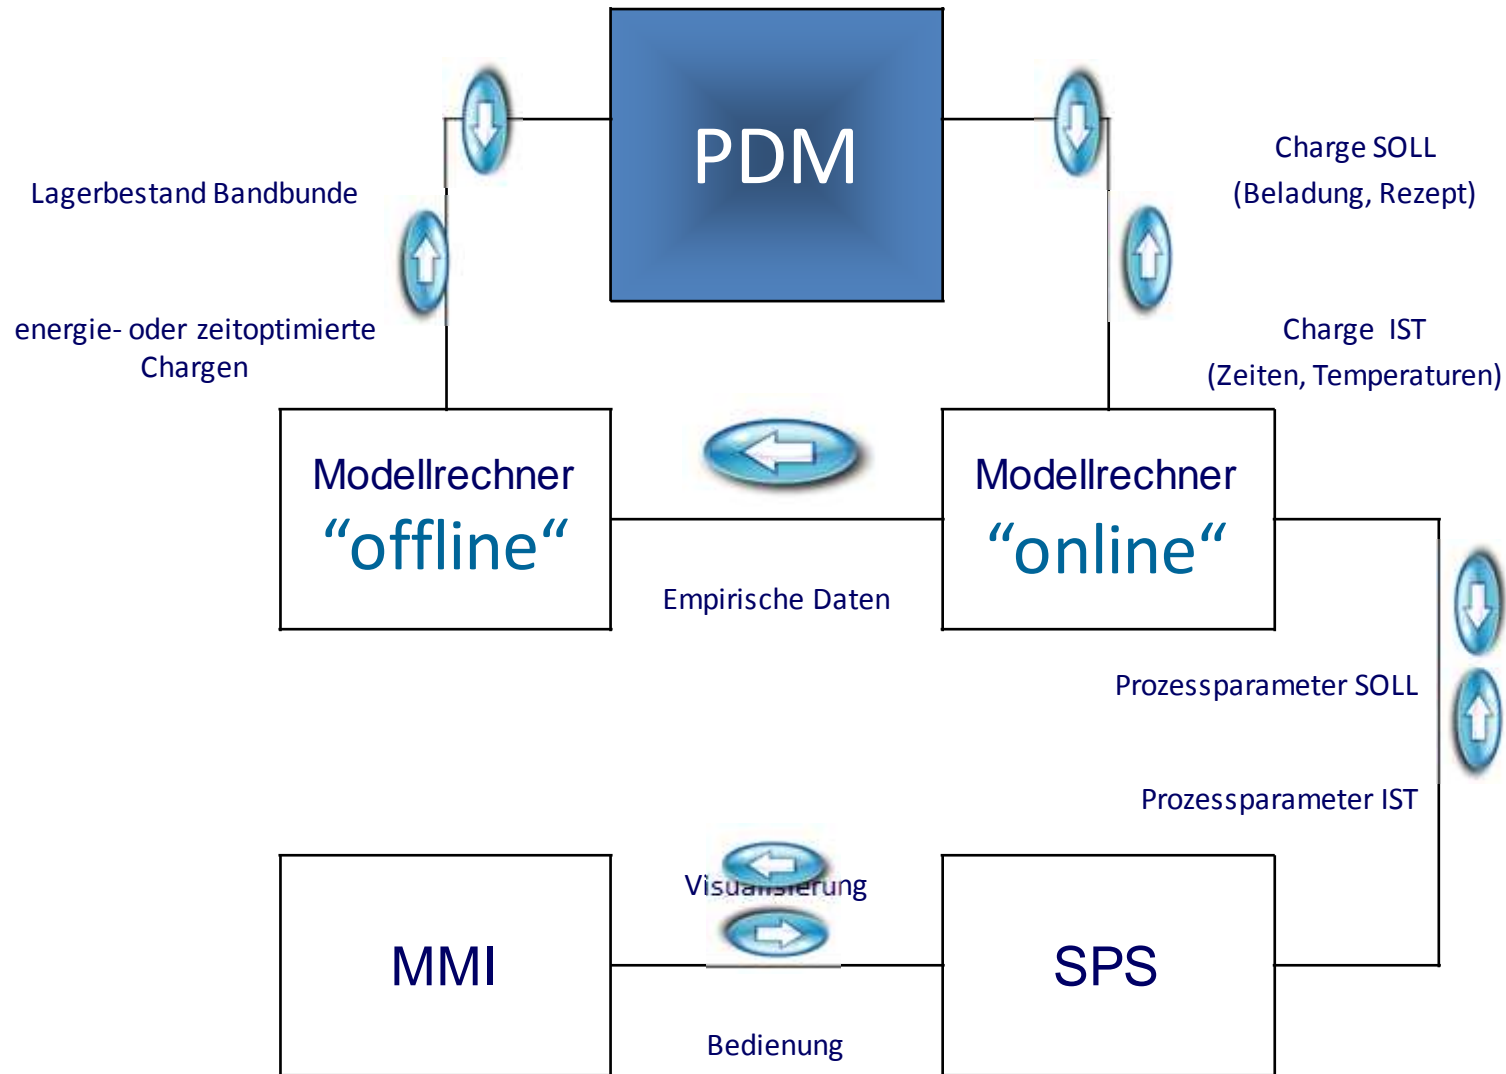 PDM
Lagerbestand Bandbunde
energie- oder zeitoptimierte
Chargen
Charge SOLL
(Beladung, Rezept)
Charge IST
(Zeiten, Temperaturen)
Modellrechner
“offline“
Empirische Daten
Modellrechner
“online“
Prozessparameter SOLL
Prozessparameter IST
MMI
Visualisierung
Bedienung
SPS